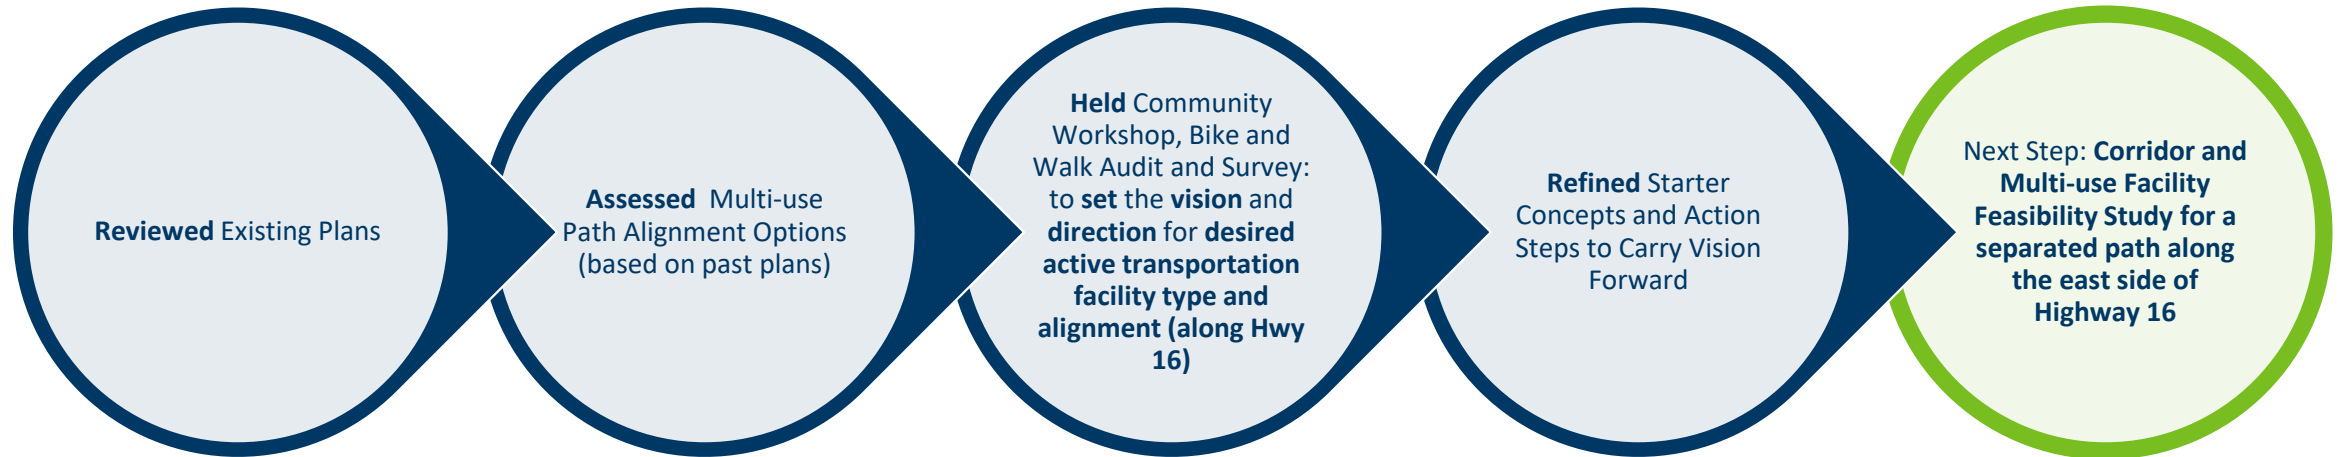 Reviewed Existing Plans
Assessed Multi-use
Path Alignment Options
(based on past plans)
Held Community
Workshop, Bike and
Walk Audit and Survey:
to set the vision and
direction for desired
active transportation
facility type and
alignment (along Hwy
16)
Refined Starter
Concepts and Action
Steps to Carry Vision
Forward
Next Step: Corridor and
Multi-use Facility
Feasibility Study for a
separated path along
the east side of
Highway 16